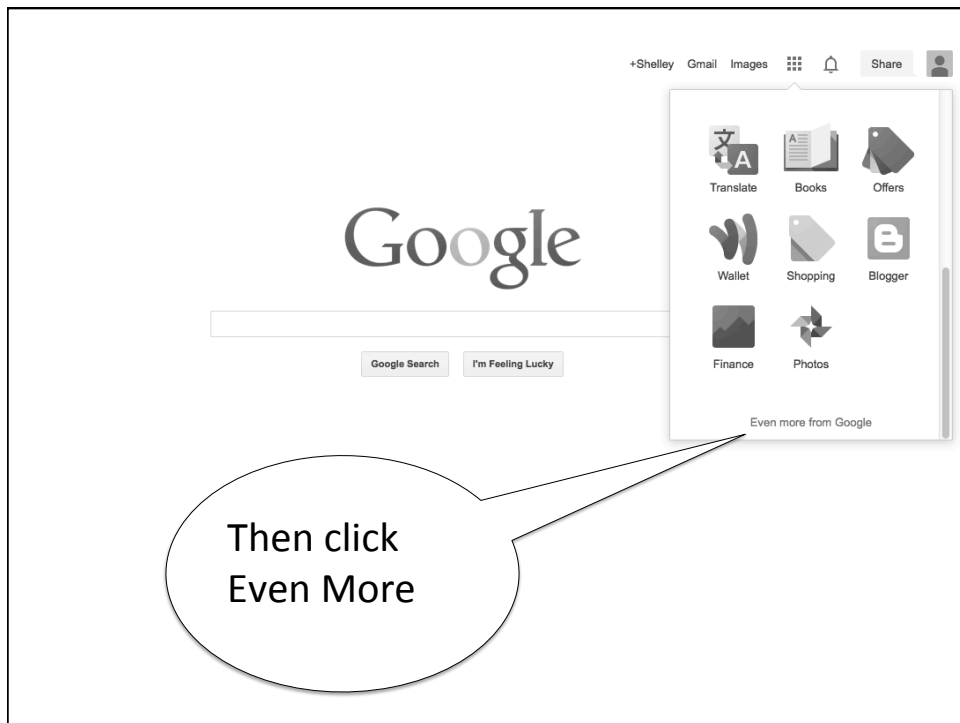 +Shelley Gmail Images Share
Translate Books Offers
Google
Wallet Shopping Blogger
Google Search I'm Feeling Lucky
Finance Photos
Even more from Google
Then click
Even More